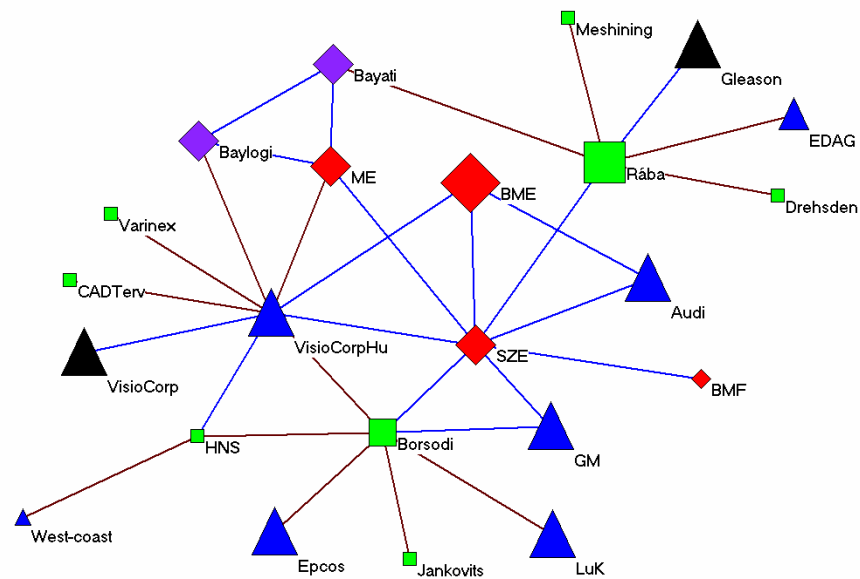 Meshining
Gleason
Bayati
EDAG
Baylogi
ME
BME
Rába
Drehsden
Varinex
CADTerv
Audi
VisioCorpHu
SZE
VisioCorp
BMF
HNS
Borsodi
GM
West-coast
Epcos
Jankovits
LuK